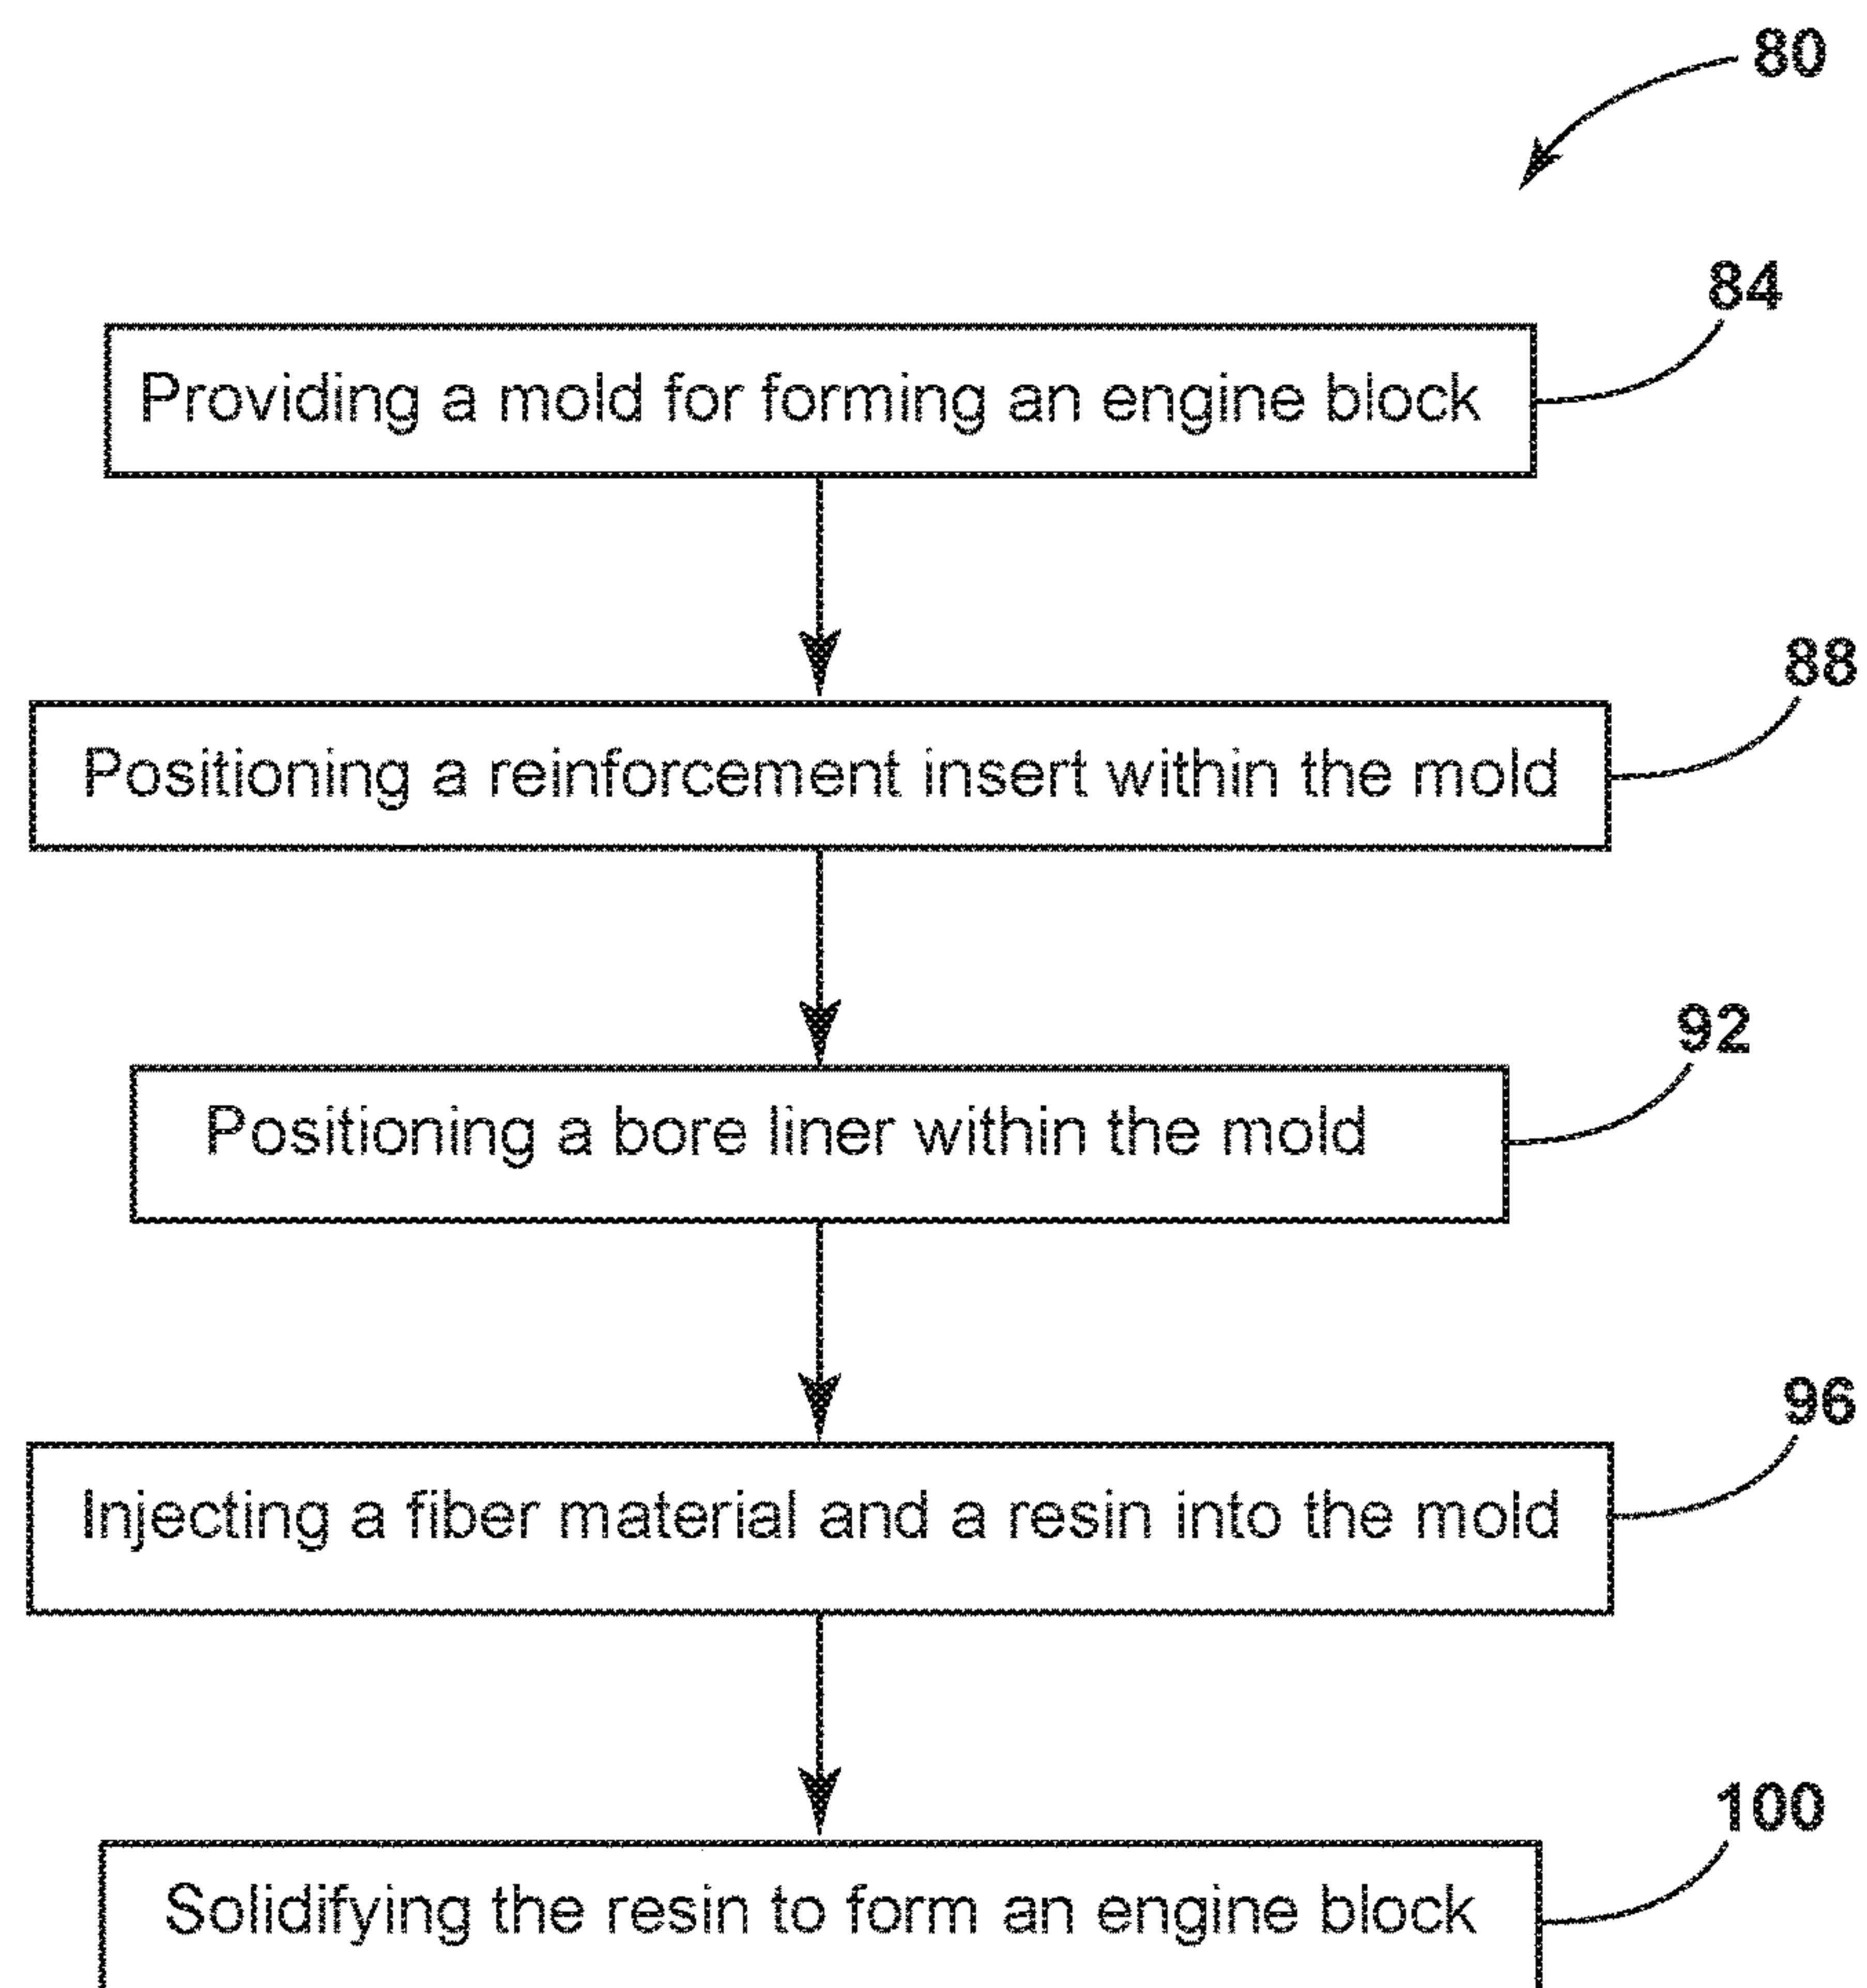 80
84
Providing a mold for forming an engine block
88
Positioning a reinforcement insert within the mold
92
Positioning a bore liner within the mold
96
Injecting a fiber material and a resin into the mold
100
Solidifying the resin to form an engine block